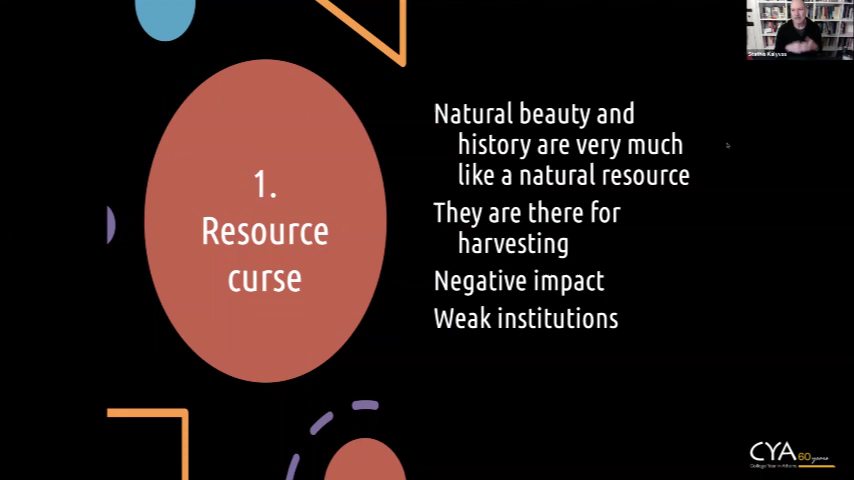 Stathis Kalyvas
1.
Resource
curse
Natural beauty and
history are very much
like a natural resource
They are there for
harvesting
Negative impact
Weak institutions
CYA 60 years
College Year in Athens